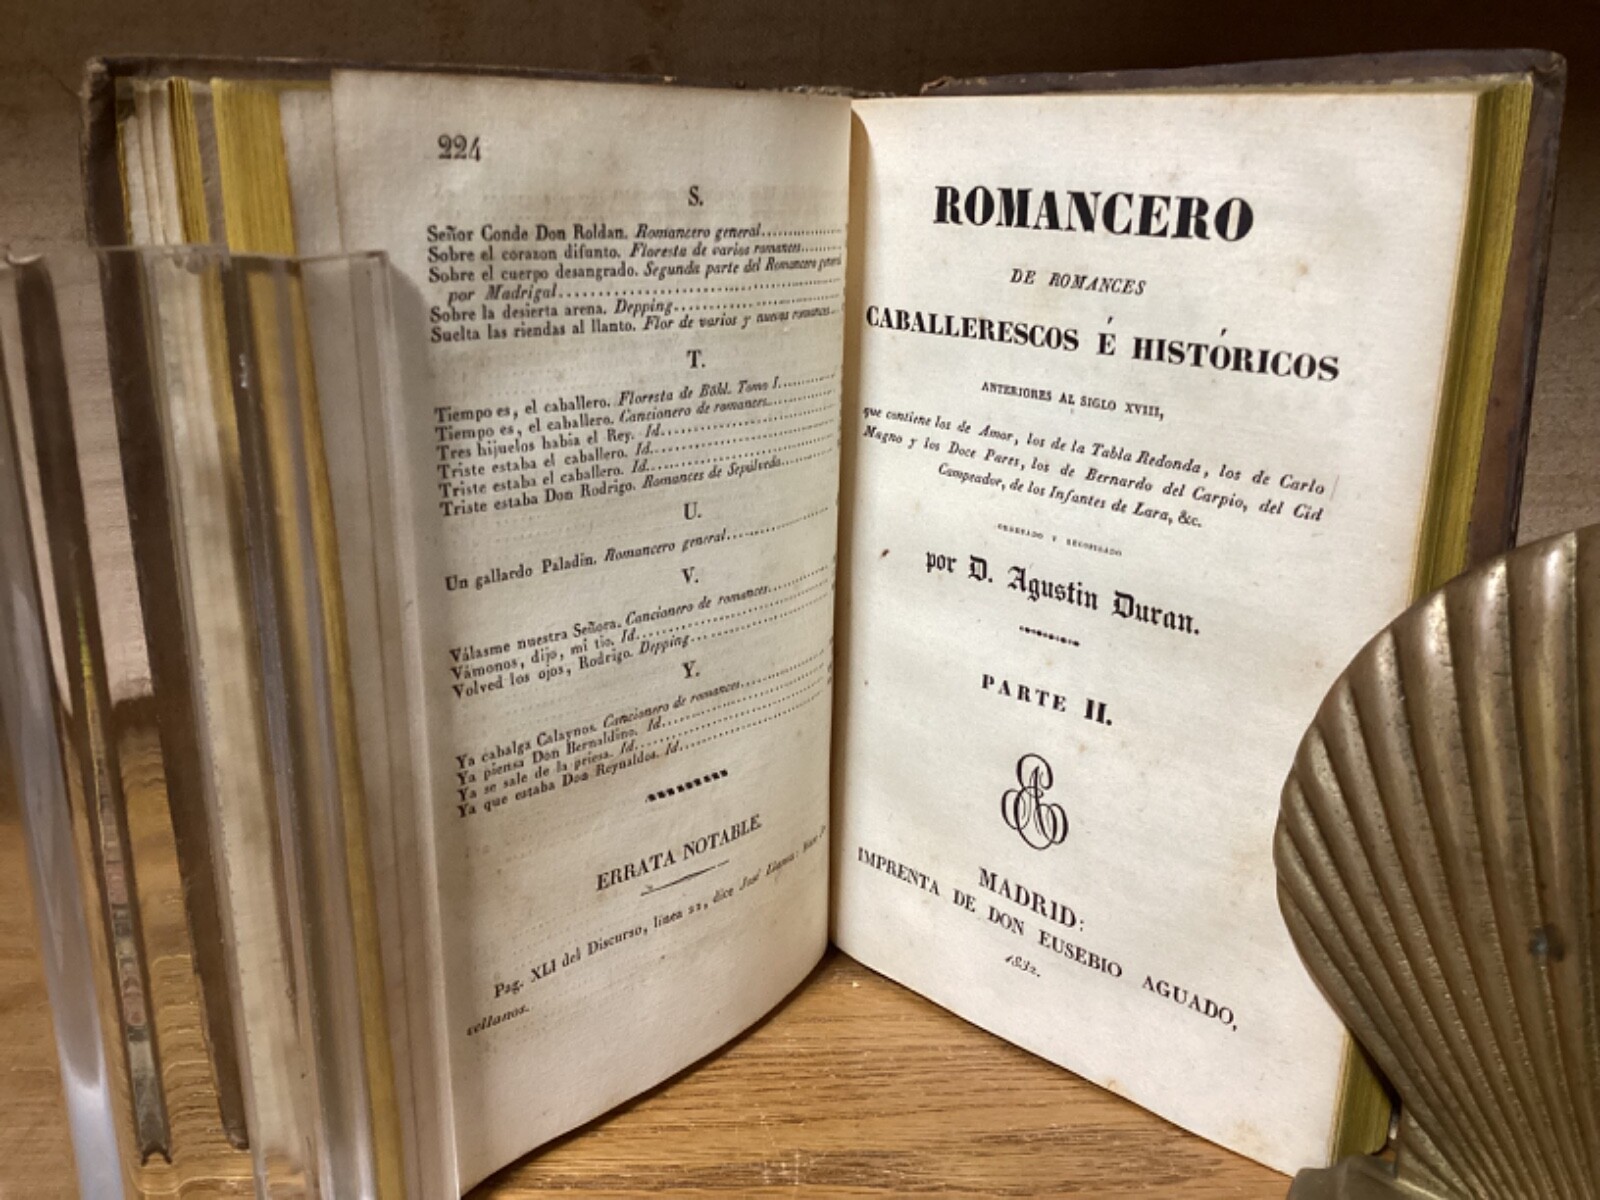 224
S.
Señor Conde Don Roldan. Romancero general
Sobre el corazon difunto. Floresta de varios romances
Sobre el cuerpo desangrado. Segunda parte del Romancero general
por Madrigal
Sobre la desierta arena. Depping
Suelta las riendas al llanto. Flor de varios y nuevos romances
T.
Tiempo es, el caballero. Floresta de Böhl. Tomo I
Tiempo es, el caballero. Cancionero de romances
Tres hijuelos habia el Rey. Id
Triste estaba el caballero. Id
Triste estaba el caballero. Id
Triste estaba Don Rodrigo. Romances de Sepúlveda
U.
Un gallardo Paladin. Romancero general
V.
Válasme nuestra Señora. Cancionero de romances
Vámonos, dijo, mi tio. Id
Volved los ojos, Rodrigo. Depping
Y.
Ya cabalga Calaynos. Cancionero de romances
Ya piensa Don Bernaldino. Id
Ya se sale de la priesa. Id
Ya que estaba Don Reynaldos. Id
ERRATA NOTABLE.
Pag. XLI del Discurso, linea 22, dice José
vellanos.
ROMANCERO
DE ROMANCES
CABALLERESCOS É HISTÓRICOS
ANTERIORES AL SIGLO XVIII,
que contiene los de Amor, los de la Tabla Redonda, los de Carlo
Magno y los Doce Pares, los de Bernardo del Carpio, del Cid
Campeador, de los Infantes de Lara, &c.
ORDENADO Y RECOPILADO
por D. Agustin Duran.
PARTE II.
MADRID:
IMPRENTA DE DON EUSEBIO AGUADO,
1832.